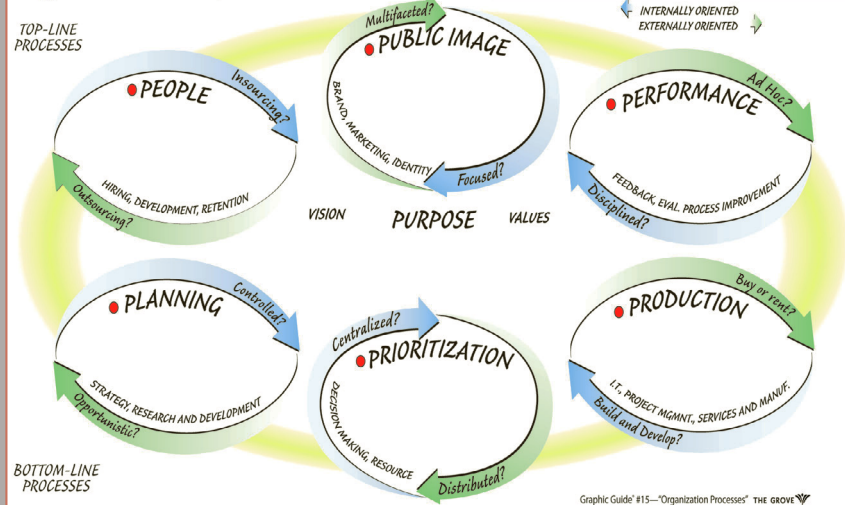 TOP-LINE
PROCESSES
INTERNALLY ORIENTED
EXTERNALLY ORIENTED
PEOPLE
Insourcing?
Outsourcing?
HIRING, DEVELOPMENT, RETENTION
Multifaceted?
PUBLIC IMAGE
BRAND, MARKETING, IDENTITY
Focused?
PERFORMANCE
Ad Hoc?
FEEDBACK, EVAL. PROCESS IMPROVEMENT
Disciplined?
VISION
PURPOSE
VALUES
PLANNING
Controlled?
STRATEGY, RESEARCH AND DEVELOPMENT
Opportunistic?
Centralized?
PRIORITIZATION
DECISION MAKING, RESOURCE
Distributed?
PRODUCTION
Buy or rent?
I.T., PROJECT MGMNT., SERVICES AND MANUF.
Build and Develop?
BOTTOM-LINE
PROCESSES
Graphic Guide® #15—"Organization Processes" THE GROVE